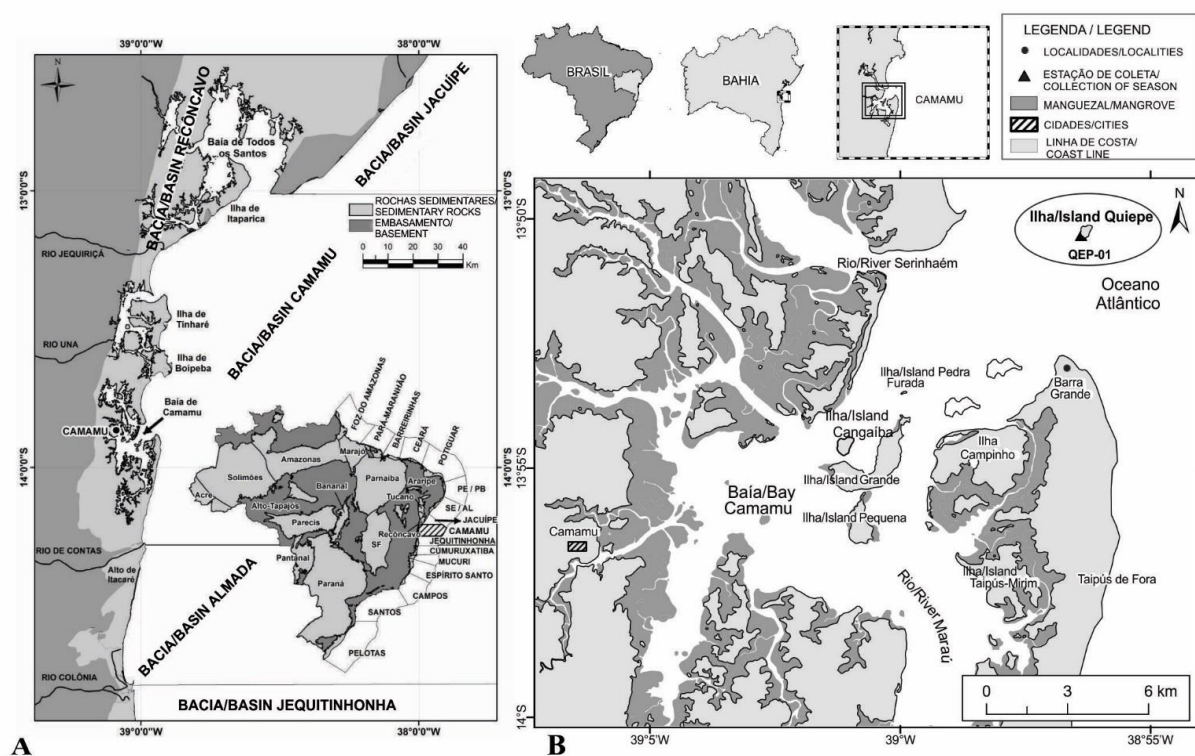 39°0'0"W
38°0'0"W
N
BACIA/BASIN RECÔNCAVO
BACIA/BASIN JACUÍPE
Baía de Todos
os Santos
13°0'0"S
13°0'0"S
ROCHAS SEDIMENTARES/
SEDIMENTARY ROCKS
EMBASAMENTO/
BASEMENT
0 5 10 20 30 40
Km
Ilha de
Itaparica
RIO JEQUIRIÇÁ
BACIA/BASIN CAMAMU
Ilha de
Tinharé
RIO UNA
Ilha de
Boipeba
Baía de
Camamu
CAMAMU
14°0'0"S
14°0'0"S
FOZ DO AMAZONAS
PARÁ-MARANHÃO
BARREIRINHAS
CEARÁ
POTIGUAR
Marajó
Amazonas
Solimões
Parnaíba
Araripe
PE / PB
Bananal
Tucano
Acre
Alto-Tapajós
SE / AL
JACUÍPE
Parecis
Recôncavo
CAMAMU
SF
JEQUITINHONHA
CUMURUXATIBA
Pantanal
MUCURI
Paraná
ESPÍRITO SANTO
CAMPOS
SANTOS
PELOTAS
RIO DE CONTAS
Alto de
Itacaré
BACIA/BASIN ALMADA
RIO COLÔNIA
BACIA/BASIN JEQUITINHONHA
A
39°0'0"W
38°0'0"W
BRASIL
BAHIA
CAMAMU
LEGENDA / LEGEND
LOCALIDADES/LOCALITIES
ESTAÇÃO DE COLETA/
COLLECTION OF SEASON
MANGUEZAL/MANGROVE
CIDADES/CITIES
LINHA DE COSTA/
COAST LINE
13°50'S
Ilha/Island Quiepe
QEP-01
N
Rio/River Serinhaém
Oceano
Atlântico
Ilha/Island Pedra
Furada
Barra
Grande
Ilha/Island
Cangaíba
Ilha
Campinho
13°55'S
Ilha/Island Grande
Baía/Bay
Camamu
Ilha/Island Pequena
Camamu
Ilha/Island
Taipús-Mirim
Taipús de Fora
Rio/River Maraú
0 3 6 km
14°S
B
39°5'W
39°W
38°55'W